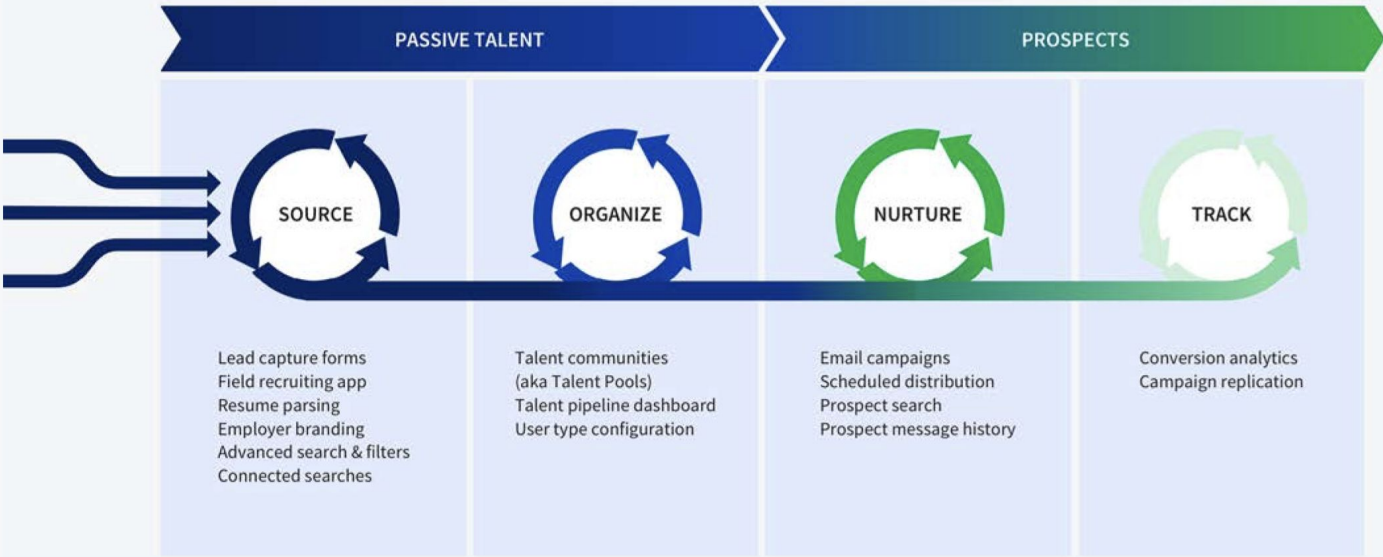 PASSIVE TALENT
PROSPECTS
SOURCE
ORGANIZE
NURTURE
TRACK
Lead capture forms
Field recruiting app
Resume parsing
Employer branding
Advanced search & filters
Connected searches
Talent communities
(aka Talent Pools)
Talent pipeline dashboard
User type configuration
Email campaigns
Scheduled distribution
Prospect search
Prospect message history
Conversion analytics
Campaign replication